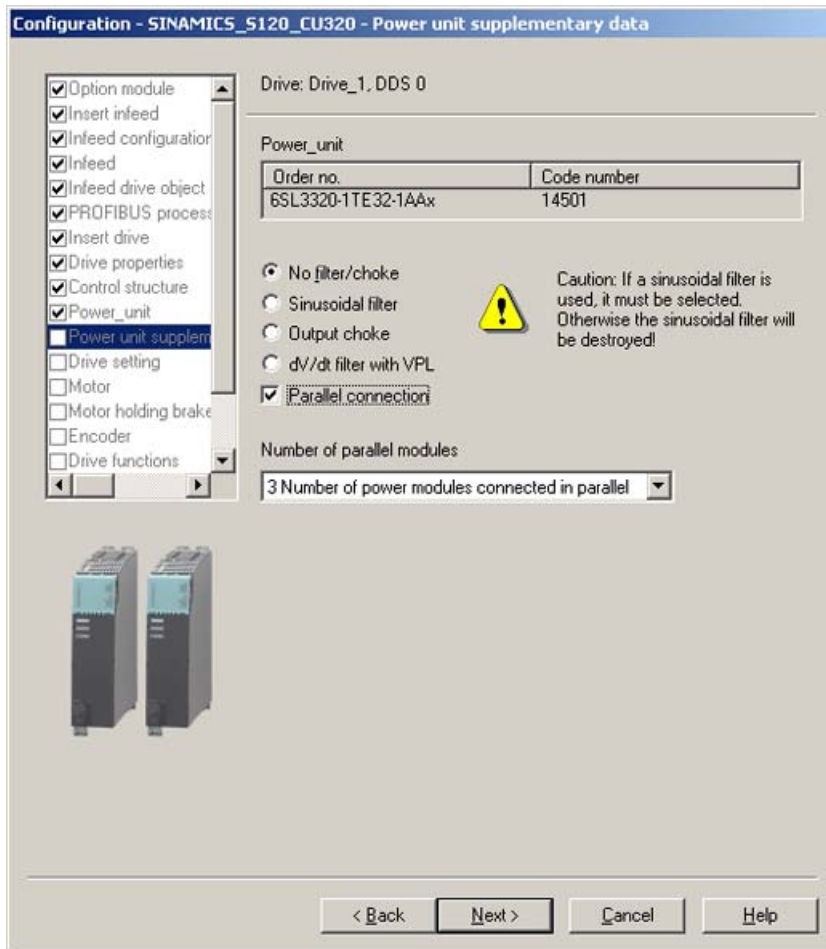 Configuration - SINAMICS_S120_CU320 - Power unit supplementary data
Option module
Insert infeed
Infeed configuration
Infeed
Infeed drive object
PROFIBUS process
Insert drive
Drive properties
Control structure
Power_unit
Power unit supplem
Drive setting
Motor
Motor holding brake
Encoder
Drive functions
Drive: Drive_1, DDS 0
Power_unit
Order no. Code number
6SL3320-1TE32-1AAx 14501
No filter/choke
Sinusoidal filter
Output choke
dV/dt filter with VPL
Parallel connection
Caution: If a sinusoidal filter is
used, it must be selected.
Otherwise the sinusoidal filter will
be destroyed!
Number of parallel modules
3 Number of power modules connected in parallel
< Back Next > Cancel Help